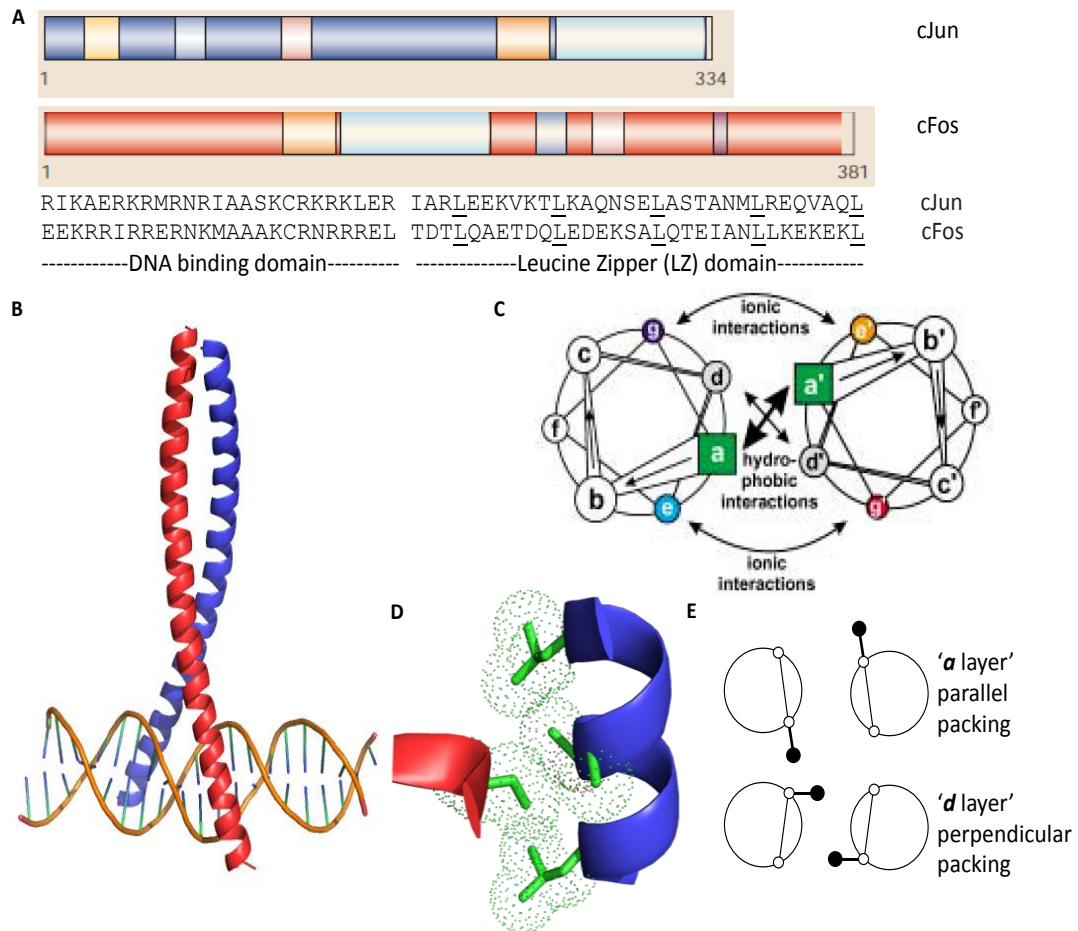 A
cJun
1 334
cFos
1 381
RIKAERKRMRNRIAASKCRKRKLER IARLEEKVKTLKAQNSELASTANMLREQVAQL cJun
EEKRRIRRERNKMAAAKCRNRRRELT TDTLQAETDQLEDEKSALQTEIANLLKEKEKL cFos
------------DNA binding domain----------- --------------Leucine Zipper (LZ) domain------------
B
C
ionic
interactions
g
e'
c
b'
d
a'
f
f'
a
hydro-
phobic
interactions
d'
c'
b
e
g
ionic
interactions
D
E
'a layer'
parallel
packing
'd layer'
perpendicular
packing